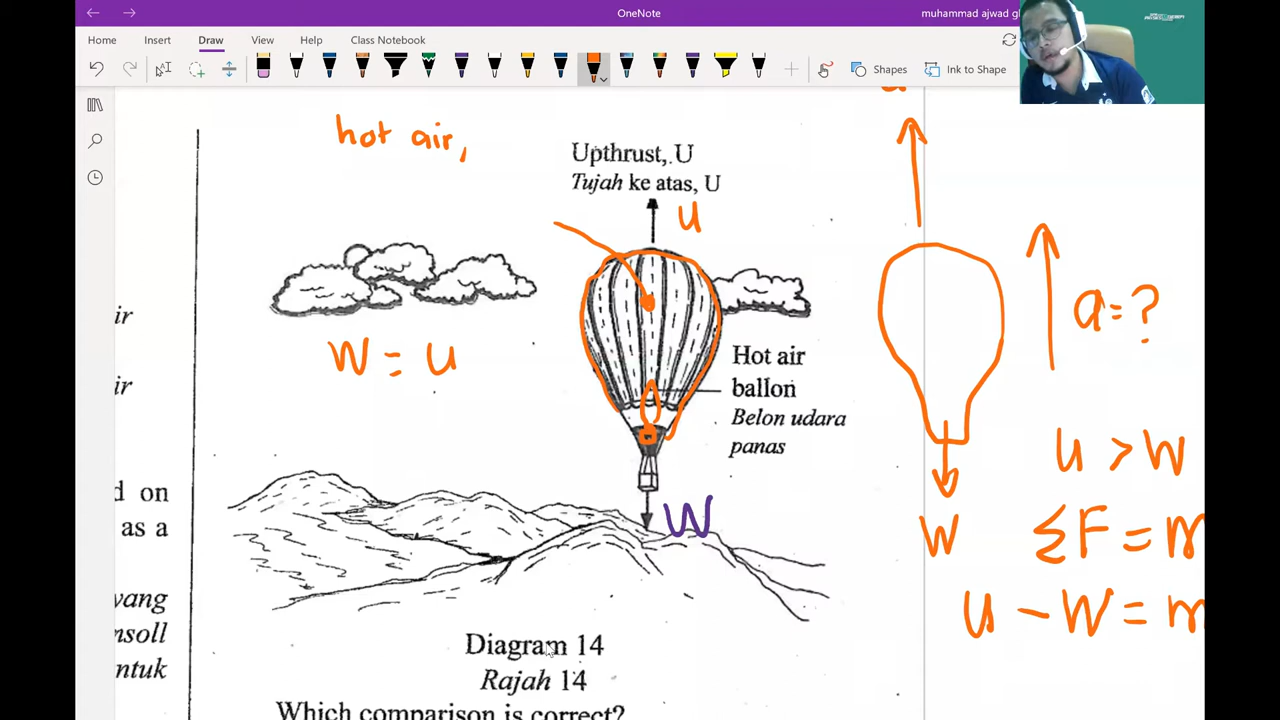 OneNote
muhammad ajwad gh
Home Insert Draw View Help Class Notebook
Shapes Ink to Shape
hot air,
Upthrust, U
Tujah ke atas, U
U
W = U
Hot air
ballon
Belon udara
panas
W
ir
ir
d on
as a
vang
nsoll
ntuk
a = ?
U > W
W
ΣF = m
U - W = m
Diagram 14
Rajah 14
Which comparison is correct?